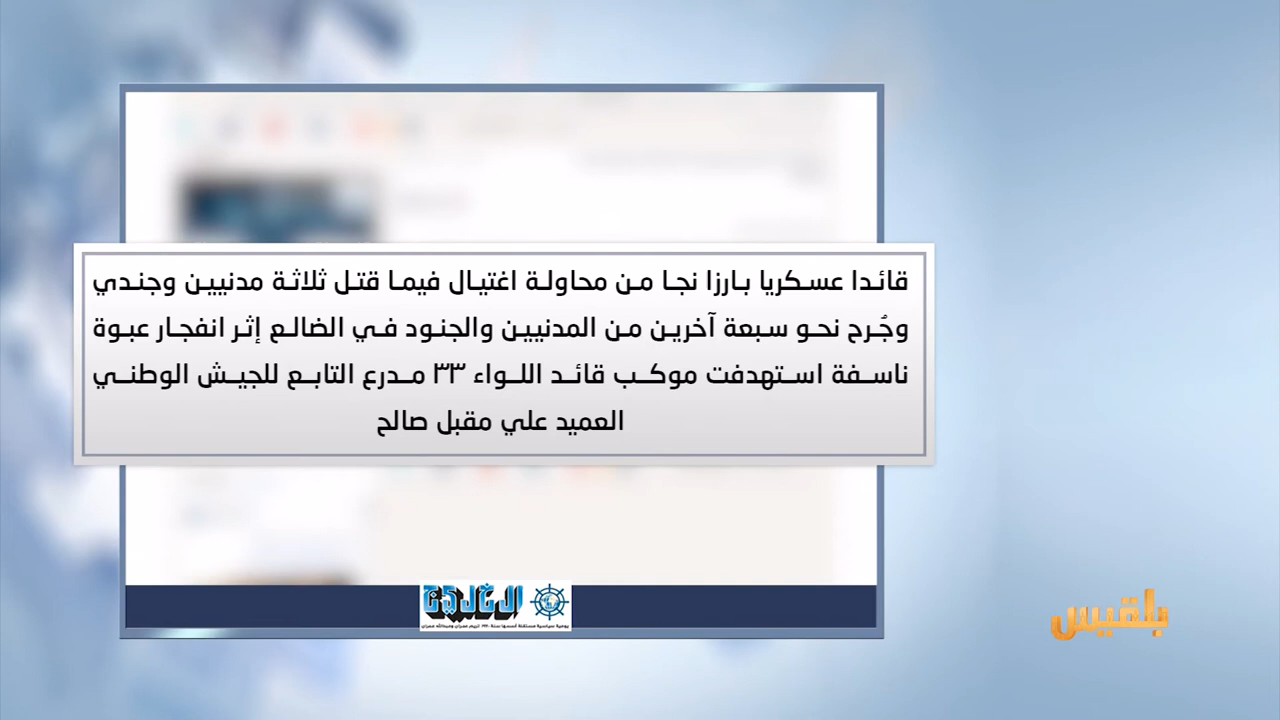 قائدا عسكريا بارزا نجا من محاولة اغتيال فيما قتل ثلاثة مدنيين وجندي
وجُرح نحو سبعة آخرين من المدنيين والجنود في الضالع إثر انفجار عبوة
ناسفة استهدفت موكب قائد اللواء ٣٣ مدرع التابع للجيش الوطني
العميد علي مقبل صالح
الخليج
بلقيس